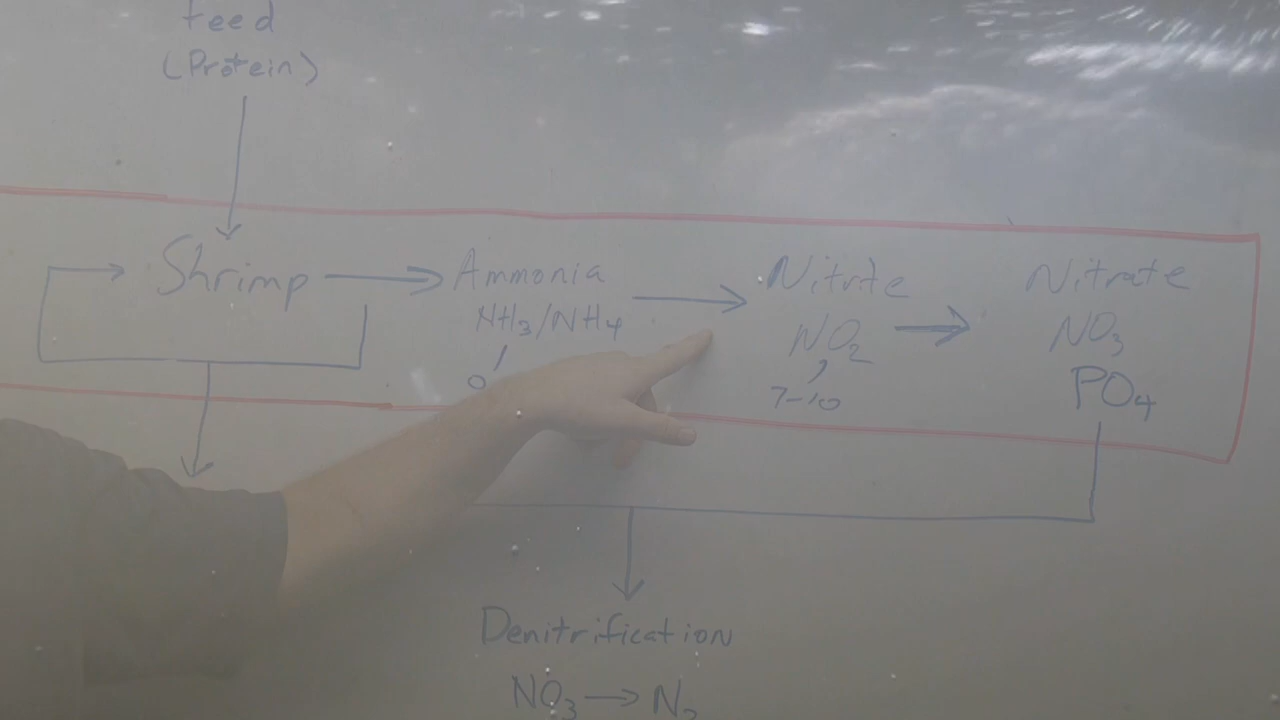 Feed
(Protein)
Shrimp
Ammonia
NH3/NH4
0
Nitrite
NO2
7-10
Nitrate
NO3
PO4
Denitrification
NO3 → N2